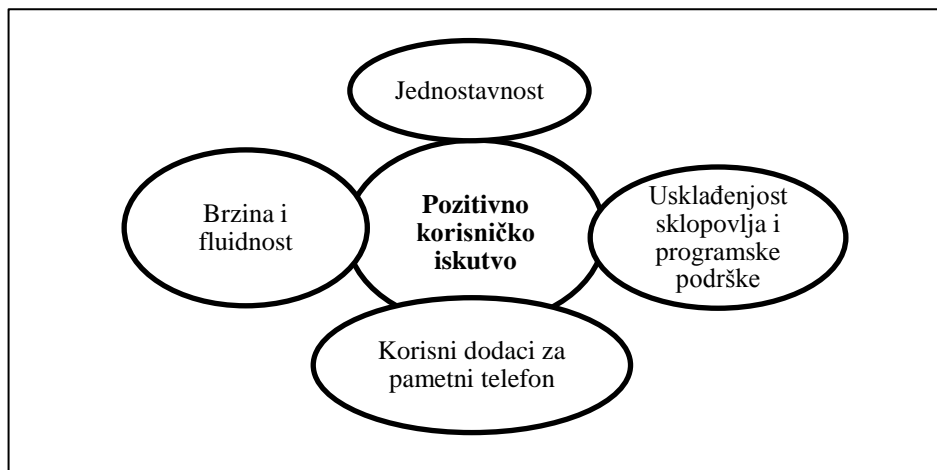 Jednostavnost
Brzina i
fluidnost
Pozitivno
korisničko
iskutvo
Usklađenjost
sklopovlja i
programske
podrške
Korisni dodaci za
pametni telefon